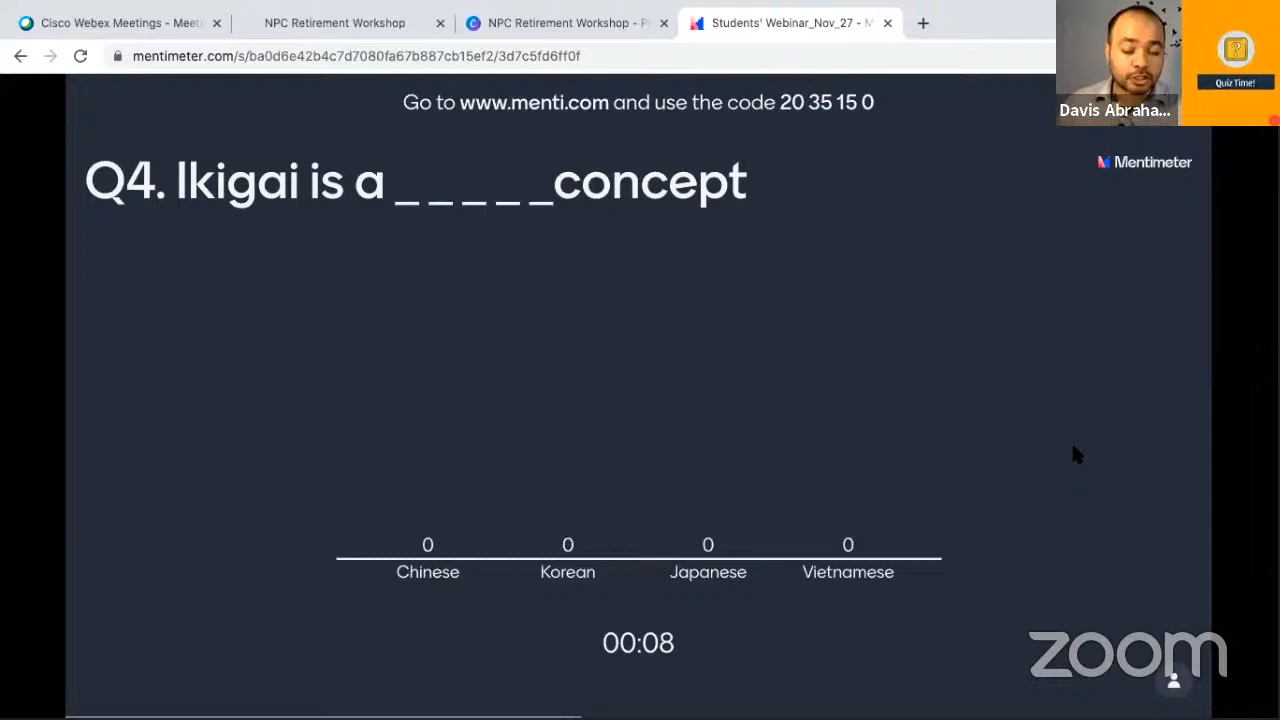 Cisco Webex Meetings - Meeti
NPC Retirement Workshop
NPC Retirement Workshop - P
Students' Webinar_Nov_27 - M
mentimeter.com/s/ba0d6e42b4c7d7080fa67b887cb15ef2/3d7c5fd6ff0f
Quiz Time!
Davis Abraha...
Go to www.menti.com and use the code 20 35 15 0
Mentimeter
Q4. Ikigai is a _ _ _ _ _concept
0 0 0 0
Chinese Korean Japanese Vietnamese
00:08
zoom